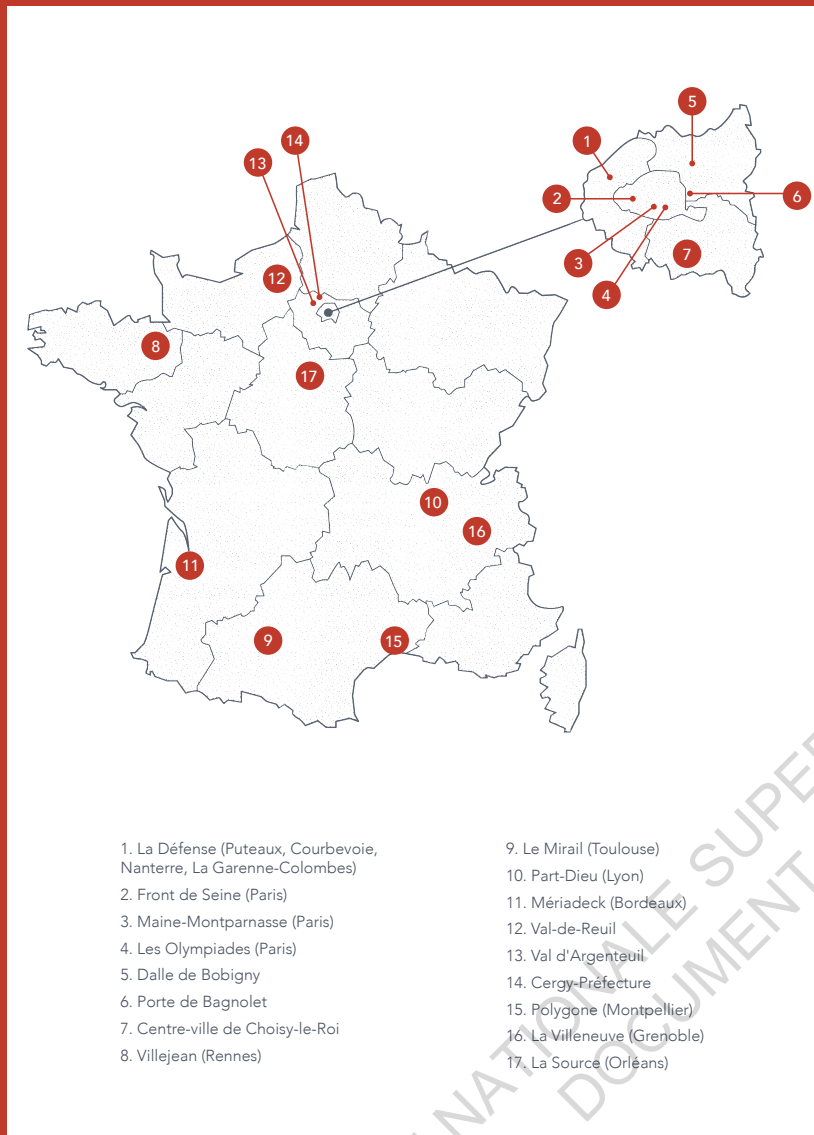 5
14
1
13
6
2
3
7
12
4
8
17
10
16
11
9
15
1. La Défense (Puteaux, Courbevoie,
Nanterre, La Garenne-Colombes)
2. Front de Seine (Paris)
3. Maine-Montparnasse (Paris)
4. Les Olympiades (Paris)
5. Dalle de Bobigny
6. Porte de Bagnolet
7. Centre-ville de Choisy-le-Roi
8. Villejean (Rennes)
9. Le Mirail (Toulouse)
10. Part-Dieu (Lyon)
11. Mériadeck (Bordeaux)
12. Val-de-Reuil
13. Val d'Argenteuil
14. Cergy-Préfecture
15. Polygone (Montpellier)
16. La Villeneuve (Grenoble)
17. La Source (Orléans)
NATIONALE SUPE
DOCUMENT